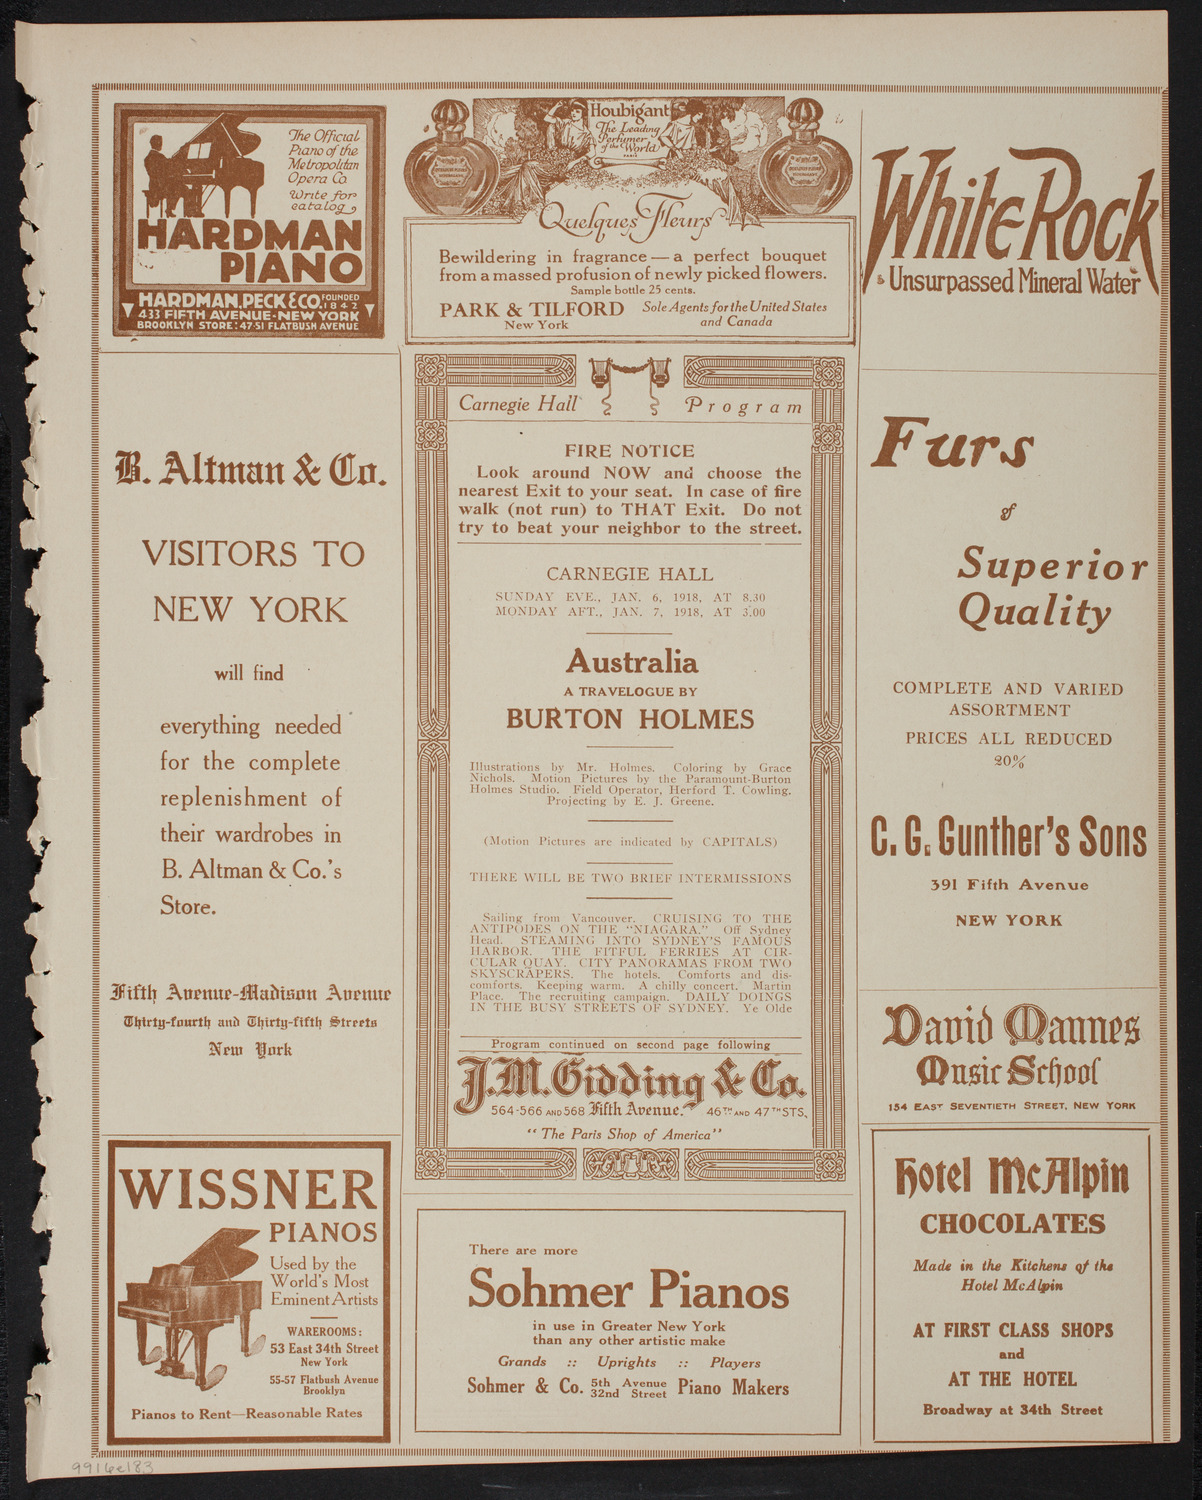 The Official
Piano of the
Metropolitan
Opera Co.
Write for
catalog
HARDMAN
PIANO
HARDMAN, PECK & CO. FOUNDED 1842
433 FIFTH AVENUE-NEW YORK
BROOKLYN STORE: 47-51 FLATBUSH AVENUE
Houbigant
The Leading
Parfumer
of the World
PARIS
Quelques Fleurs
Bewildering in fragrance — a perfect bouquet
from a massed profusion of newly picked flowers.
Sample bottle 25 cents.
PARK & TILFORD
New York
Sole Agents for the United States
and Canada
White Rock
Unsurpassed Mineral Water
B. Altman & Co.
VISITORS TO
NEW YORK
will find
everything needed
for the complete
replenishment of
their wardrobes in
B. Altman & Co.'s
Store.
Fifth Avenue-Madison Avenue
Thirty-fourth and Thirty-fifth Streets
New York
Carnegie Hall Program
FIRE NOTICE
Look around NOW and choose the
nearest Exit to your seat. In case of fire
walk (not run) to THAT Exit. Do not
try to beat your neighbor to the street.
CARNEGIE HALL
SUNDAY EVE., JAN. 6, 1918, AT 8.30
MONDAY AFT., JAN. 7, 1918, AT 3.00
Australia
A TRAVELOGUE BY
BURTON HOLMES
Illustrations by Mr. Holmes. Coloring by Grace
Nichols. Motion Pictures by the Paramount-Burton
Holmes Studio. Field Operator, Herford T. Cowling.
Projecting by E. J. Greene.
(Motion Pictures are indicated by CAPITALS)
THERE WILL BE TWO BRIEF INTERMISSIONS
Sailing from Vancouver. CRUISING TO THE
ANTIPODES ON THE "NIAGARA." Off Sydney
Head. STEAMING INTO SYDNEY'S FAMOUS
HARBOR. THE FITFUL FERRIES AT CIR-
CULAR QUAY. CITY PANORAMAS FROM TWO
SKYSCRAPERS. The hotels. Comforts and dis-
comforts. Keeping warm. A chilly concert. Martin
Place. The recruiting campaign. DAILY DOINGS
IN THE BUSY STREETS OF SYDNEY. Ye Olde
Program continued on second page following
J. M. Gidding & Co.
564-566 AND 568 Fifth Avenue. 46TH AND 47TH STS.
"The Paris Shop of America"
Furs
of
Superior
Quality
COMPLETE AND VARIED
ASSORTMENT
PRICES ALL REDUCED
20%
C. G. Gunther's Sons
391 Fifth Avenue
NEW YORK
David Mannes
Music School
154 EAST SEVENTIETH STREET, NEW YORK
WISSNER
PIANOS
Used by the
World's Most
Eminent Artists
WAREROOMS:
53 East 34th Street
New York
55-57 Flatbush Avenue
Brooklyn
Pianos to Rent—Reasonable Rates
There are more
Sohmer Pianos
in use in Greater New York
than any other artistic make
Grands :: Uprights :: Players
Sohmer & Co. 5th Avenue 32nd Street Piano Makers
Hotel McAlpin
CHOCOLATES
Made in the Kitchens of the
Hotel McAlpin
AT FIRST CLASS SHOPS
and
AT THE HOTEL
Broadway at 34th Street
9916e183